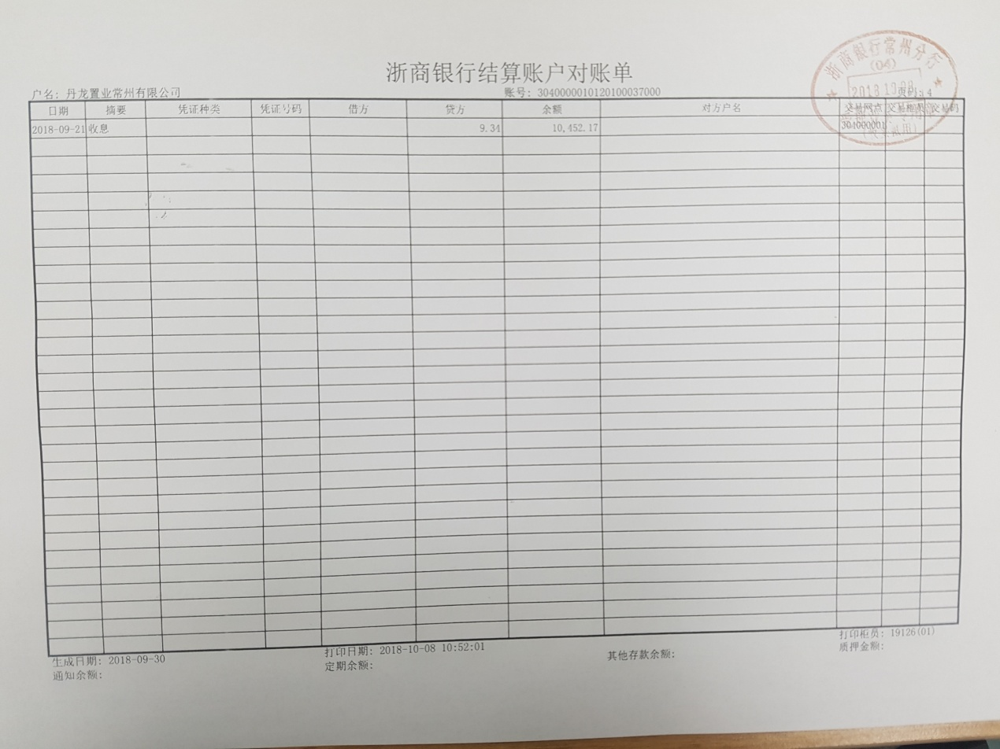 浙商银行结算账户对账单
浙商银行常州分行
(04)
2018.10.08
户名: 丹龙置业常州有限公司
账号: 3040000010120100037000
页码: 4
日期 摘要 凭证种类 凭证号码 借方 贷方 余额 对方户名 交易网点 交易柜员 交易码
2018-09-21 收息 9.34 10,452.17 304000001
生成日期: 2018-09-30 打印日期: 2018-10-08 10:52:01 其他存款余额: 打印柜员: 19126(01)
通知余额: 定期余额: 质押金额: